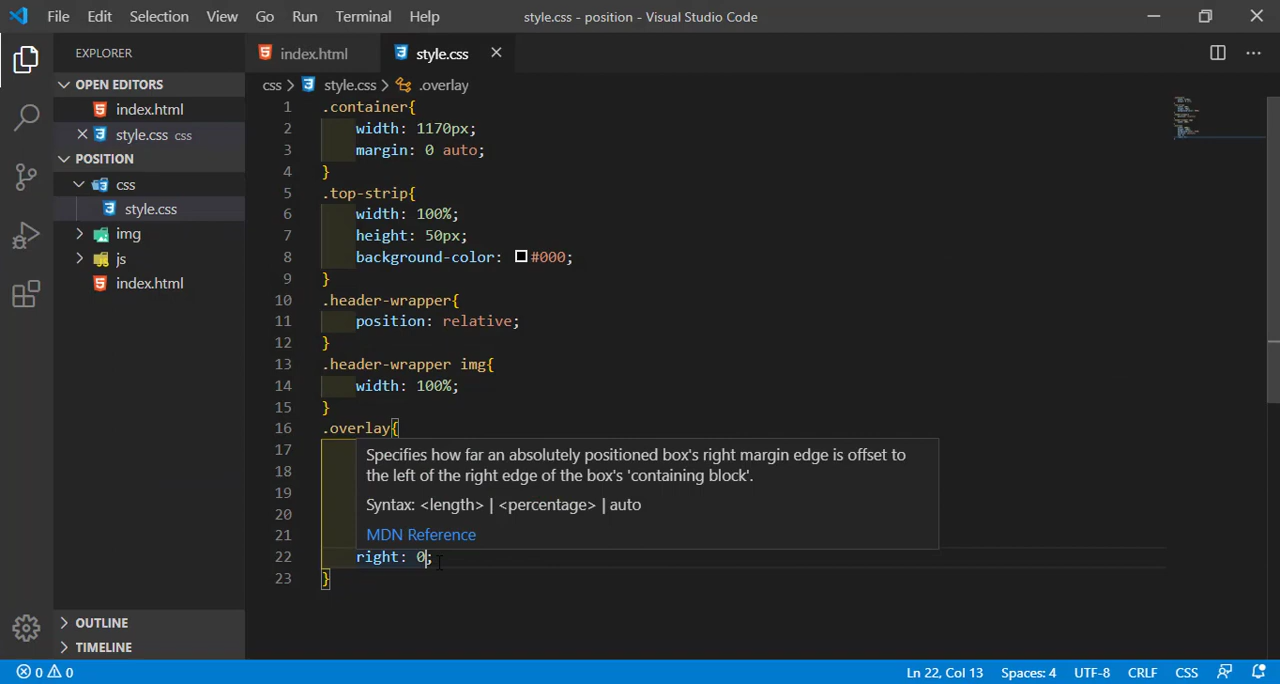 File Edit Selection View Go Run Terminal Help style.css - position - Visual Studio Code
EXPLORER
index.html style.css
OPEN EDITORS
css > style.css > .overlay
index.html
style.css css
POSITION
css
style.css
img
js
index.html
1 .container{
2 width: 1170px;
3 margin: 0 auto;
4 }
5 .top-strip{
6 width: 100%;
7 height: 50px;
8 background-color: #000;
9 }
10 .header-wrapper{
11 position: relative;
12 }
13 .header-wrapper img{
14 width: 100%;
15 }
16 .overlay{
17
18
19
20
21
Specifies how far an absolutely positioned box's right margin edge is offset to
the left of the right edge of the box's 'containing block'.
Syntax: <length> | <percentage> | auto
MDN Reference
22 right: 0;
23 }
OUTLINE
TIMELINE
0 0 Ln 22, Col 13 Spaces: 4 UTF-8 CRLF CSS